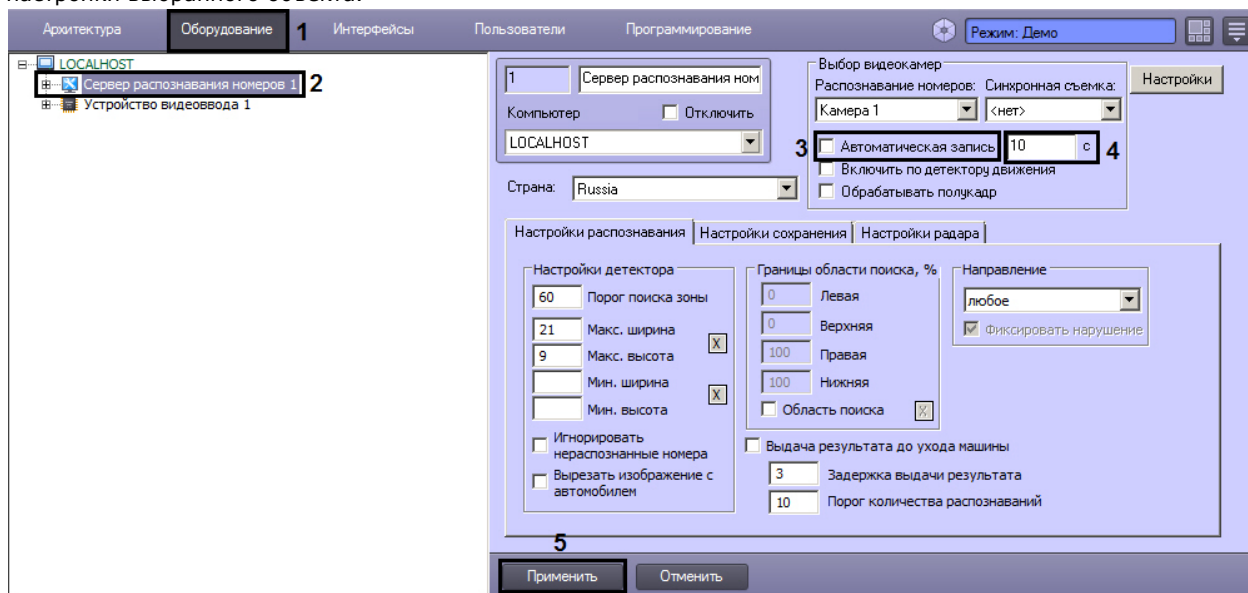 настройки выбранного объекта.
Архитектура Оборудование 1 Интерфейсы Пользователи Программирование Режим: Демо
LOCALHOST
Сервер распознавания номеров 1 2
Устройство видеоввода 1
1 Сервер распознавания ном
Компьютер Отключить
LOCALHOST
Страна: Russia
Выбор видеокамер
Распознавание номеров: Синхронная съемка:
Камера 1 <нет>
3 Автоматическая запись 10 с 4
Включить по детектору движения
Обрабатывать полукадр
Настройки
Настройки распознавания Настройки сохранения Настройки радара
Настройки детектора
60 Порог поиска зоны
21 Макс. ширина
9 Макс. высота
X
Мин. ширина
Мин. высота
X
Игнорировать
нераспознанные номера
Вырезать изображение с
автомобилем
Границы области поиска, %
0 Левая
0 Верхняя
100 Правая
100 Нижняя
Область поиска X
Направление
любое
Фиксировать нарушение
Выдача результата до ухода машины
3 Задержка выдачи результата
10 Порог количества распознаваний
5
Применить Отменить